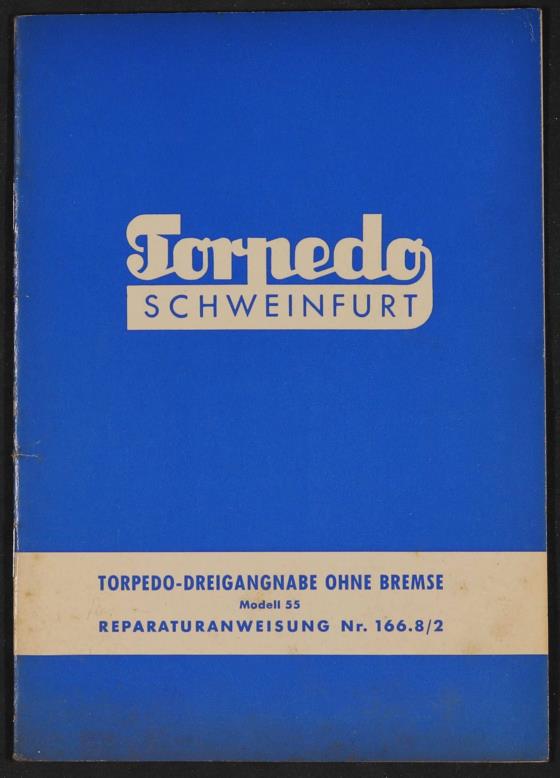 Torpedo
SCHWEINFURT
TORPEDO-DREIGANGNABE OHNE BREMSE
Modell 55
REPARATURANWEISUNG Nr. 166.8/2